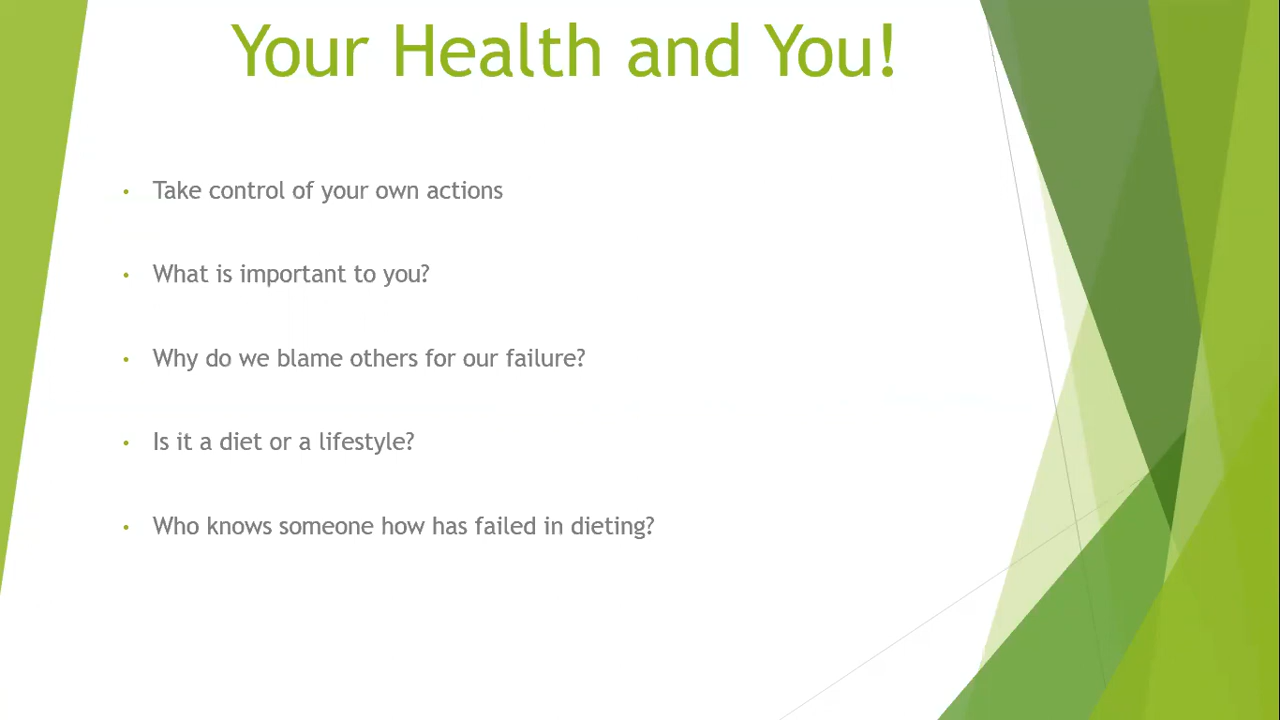 Your Health and You!
• Take control of your own actions
• What is important to you?
• Why do we blame others for our failure?
• Is it a diet or a lifestyle?
• Who knows someone how has failed in dieting?